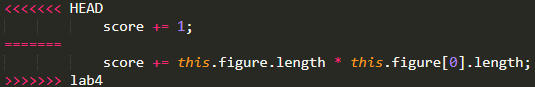 <<<<<<< HEAD
        score += 1;
=======
        score += this.figure.length * this.figure[0].length;
>>>>>>> lab4